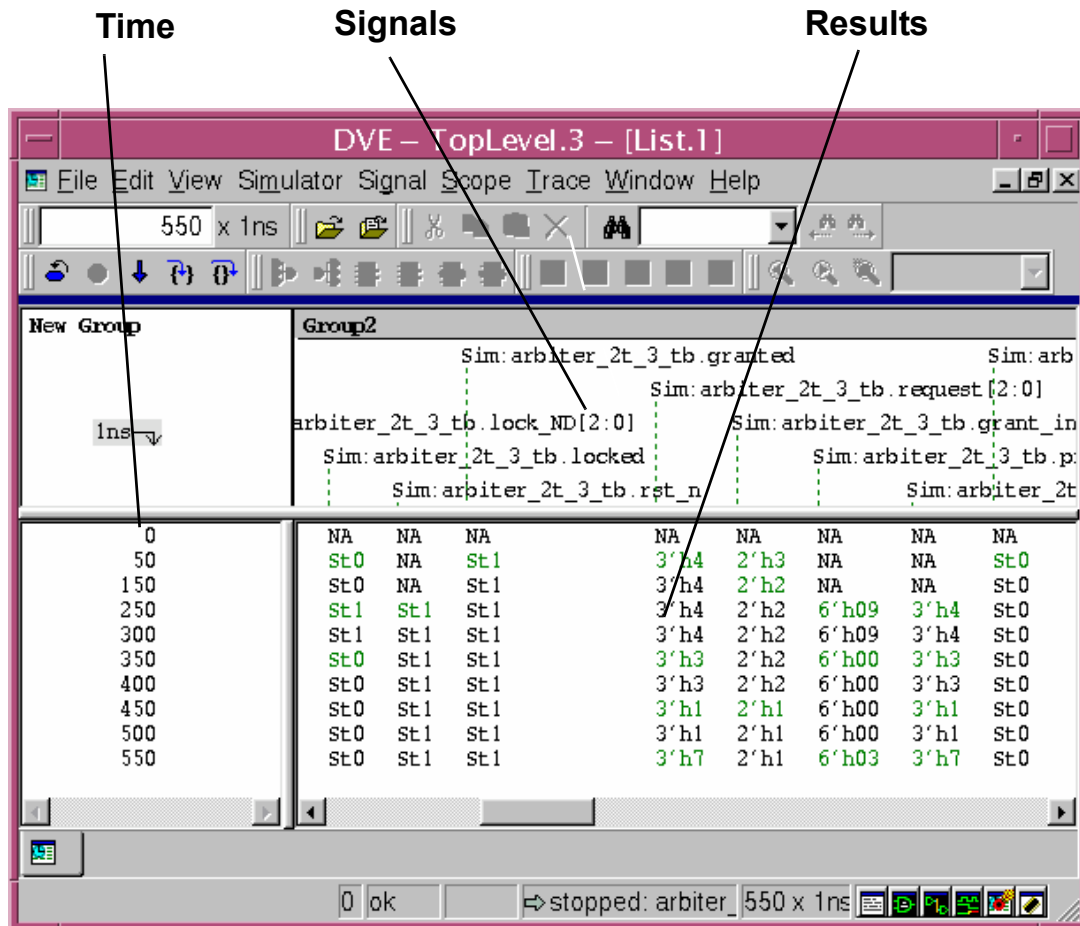 Time Signals Results
DVE – TopLevel.3 – [List.1]
File Edit View Simulator Signal Scope Trace Window Help
550 x 1ns
New Group Group2
Sim:arbiter_2t_3_tb.granted Sim:arb
Sim:arbiter_2t_3_tb.request[2:0]
1ns arbiter_2t_3_tb.lock_ND[2:0] Sim:arbiter_2t_3_tb.grant_in
Sim:arbiter_2t_3_tb.locked Sim:arbiter_2t_3_tb.p
Sim:arbiter_2t_3_tb.rst_n Sim:arbiter_2t
0 NA NA NA NA NA NA NA NA
50 St0 NA St1 3'h4 2'h3 NA NA St0
150 St0 NA St1 3'h4 2'h2 NA NA St0
250 St1 St1 St1 3'h4 2'h2 6'h09 3'h4 St0
300 St1 St1 St1 3'h4 2'h2 6'h09 3'h4 St0
350 St0 St1 St1 3'h3 2'h2 6'h00 3'h3 St0
400 St0 St1 St1 3'h3 2'h2 6'h00 3'h3 St0
450 St0 St1 St1 3'h1 2'h1 6'h00 3'h1 St0
500 St0 St1 St1 3'h1 2'h1 6'h00 3'h1 St0
550 St0 St1 St1 3'h7 2'h1 6'h03 3'h7 St0
0 ok stopped: arbiter_ 550 x 1ns